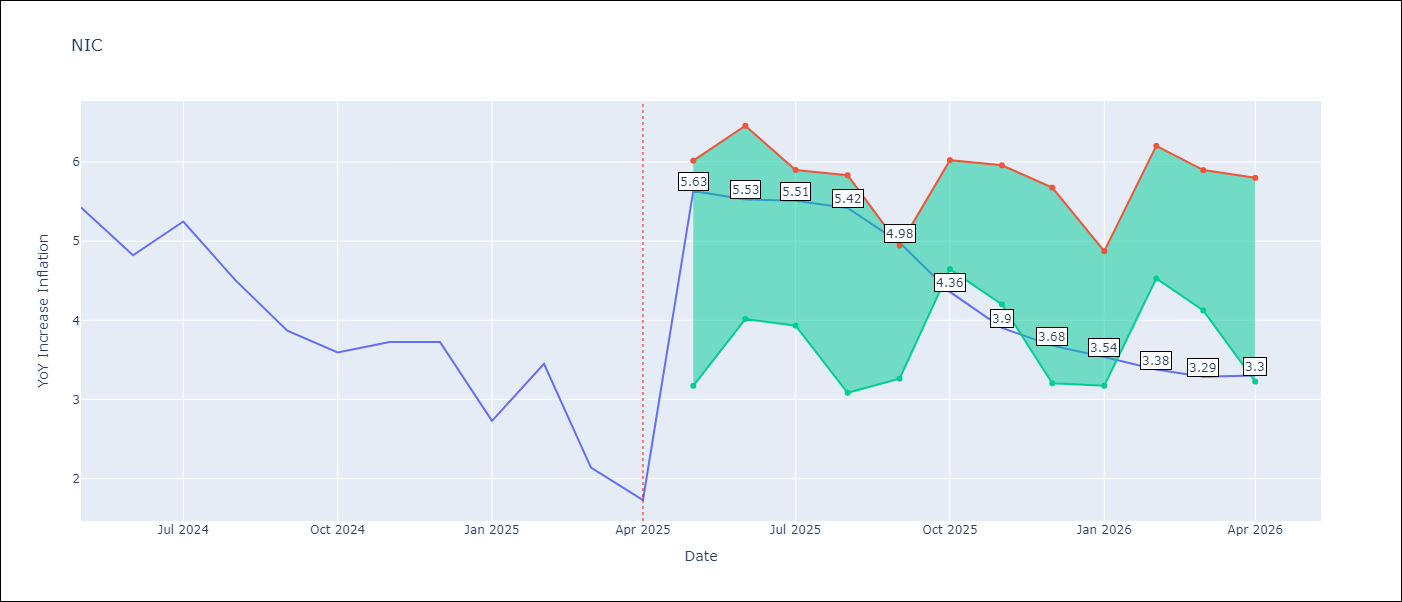 NIC
YoY Increase Inflation
6
5
4
3
2
5.63
5.53
5.51
5.42
4.98
4.36
3.9
3.68
3.54
3.38
3.29
3.3
Jul 2024
Oct 2024
Jan 2025
Apr 2025
Jul 2025
Oct 2025
Jan 2026
Apr 2026
Date